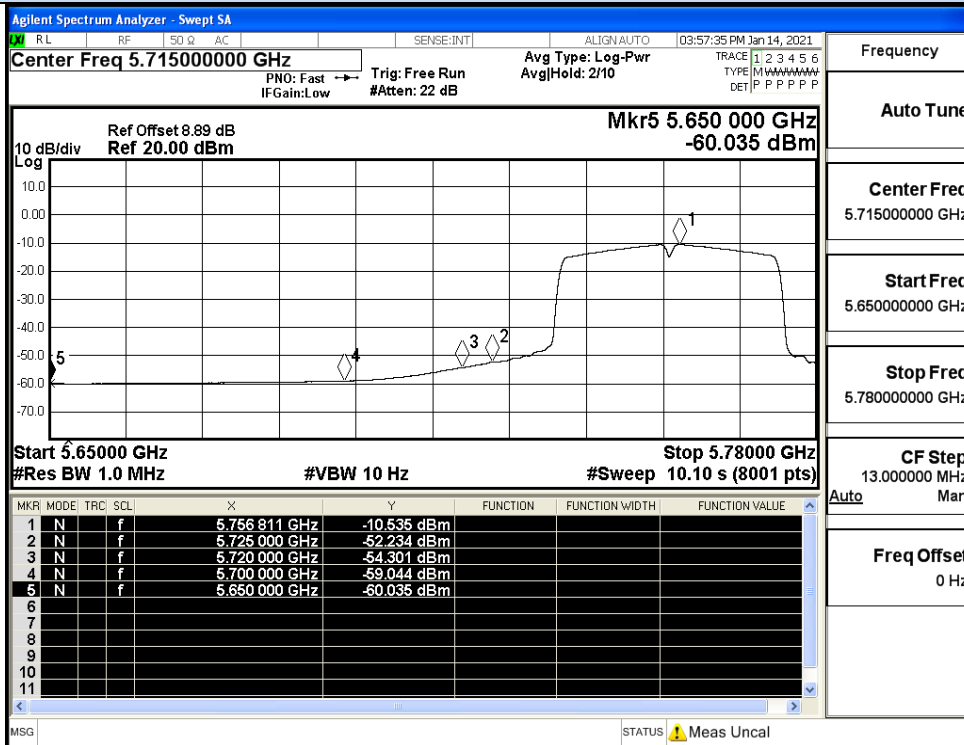 Agilent Spectrum Analyzer - Swept SA
LXI RL RF 50 Ω AC SENSE:INT ALIGN AUTO 03:57:35 PM Jan 14, 2021
Center Freq 5.715000000 GHz
PNO: Fast
IFGain:Low
Trig: Free Run
#Atten: 22 dB
Avg Type: Log-Pwr
Avg|Hold: 2/10
TRACE 1 2 3 4 5 6
TYPE M WWWWW
DET P P P P P P
Mkr5 5.650 000 GHz
-60.035 dBm
Ref Offset 8.89 dB
10 dB/div Ref 20.00 dBm
Log
10.0
0.00
-10.0
-20.0
-30.0
-40.0
-50.0
-60.0
-70.0
1
2
3
4
5
Start 5.65000 GHz Stop 5.78000 GHz
#Res BW 1.0 MHz #VBW 10 Hz #Sweep 10.10 s (8001 pts)
MKR MODE TRC SCL X Y FUNCTION FUNCTION WIDTH FUNCTION VALUE
1 N f 5.756 811 GHz -10.535 dBm
2 N f 5.725 000 GHz -52.234 dBm
3 N f 5.720 000 GHz -54.301 dBm
4 N f 5.700 000 GHz -59.044 dBm
5 N f 5.650 000 GHz -60.035 dBm
6
7
8
9
10
11
MSG STATUS Meas Uncal
Frequency
Auto Tune
Center Freq
5.715000000 GHz
Start Freq
5.650000000 GHz
Stop Freq
5.780000000 GHz
CF Step
13.000000 MHz
Auto Man
Freq Offset
0 Hz